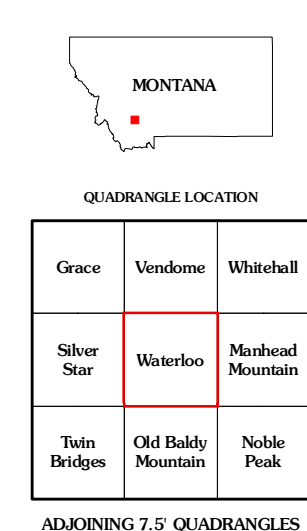 MONTANA
QUADRANGLE LOCATION
Grace Vendome Whitehall
Silver Star Waterloo Manhead Mountain
Twin Bridges Old Baldy Mountain Noble Peak
ADJOINING 7.5' QUADRANGLES